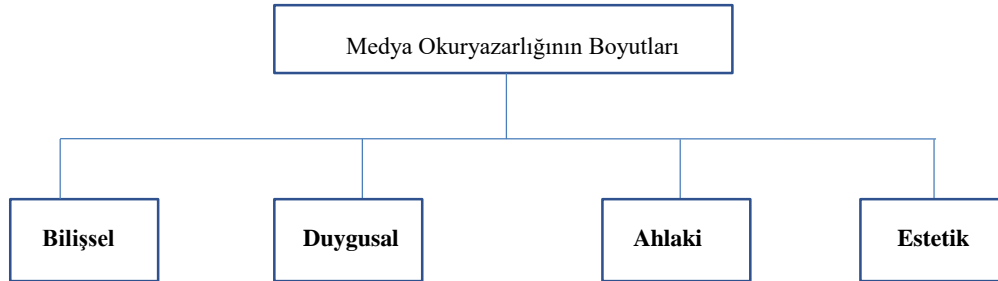 Medya Okuryazarlığının Boyutları
Bilişsel
Duygusal
Ahlaki
Estetik